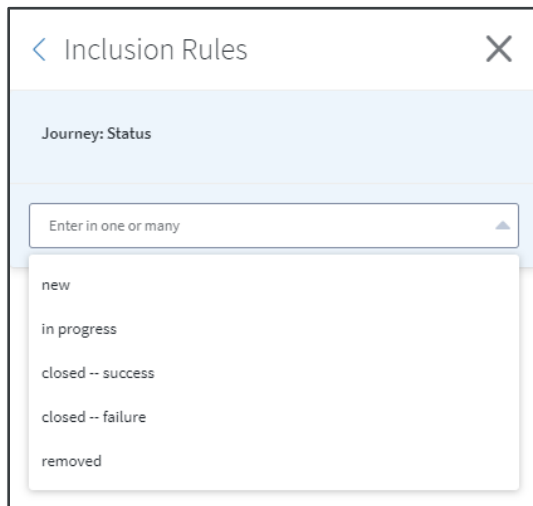 Inclusion Rules
Journey: Status
Enter in one or many
new
in progress
closed -- success
closed -- failure
removed